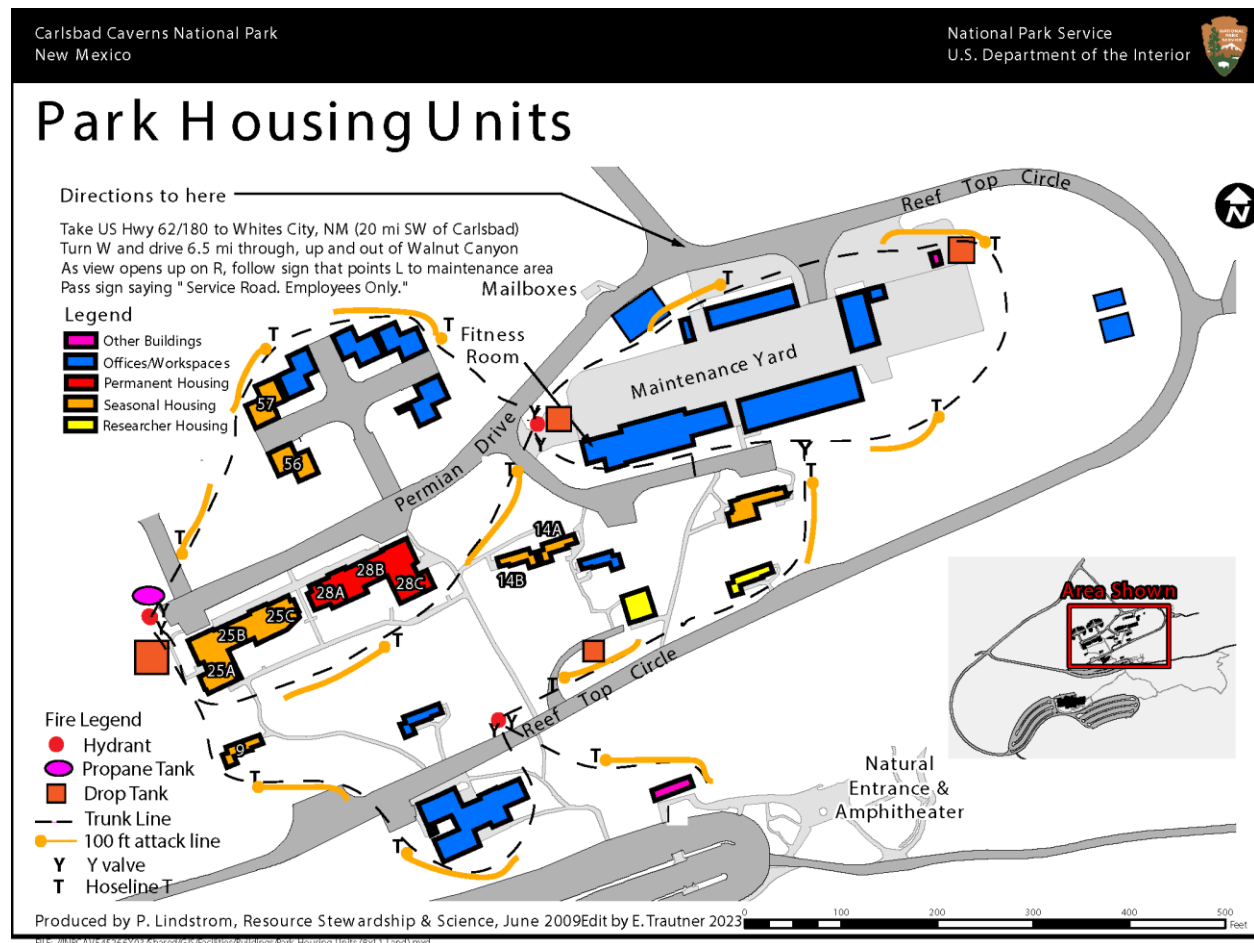 Carlsbad Caverns National Park
New Mexico
National Park Service
U.S. Department of the Interior
NATIONAL
PARK
SERVICE
Park Housing Units
Directions to here
Take US Hwy 62/180 to Whites City, NM (20 mi SW of Carlsbad)
Turn W and drive 6.5 mi through, up and out of Walnut Canyon
As view opens up on R, follow sign that points L to maintenance area
Pass sign saying "Service Road. Employees Only."
Legend
Other Buildings
Offices/Workspaces
Permanent Housing
Seasonal Housing
Researcher Housing
Reef Top Circle
N
Mailboxes
Fitness
Room
Maintenance Yard
Permian Drive
57
56
T
T
T
T
T
T
T
T
T
T
T
T
T
T
Y
Y
Y
Y
Y
Y
Y
14A
14B
28A
28B
28C
25A
25B
25C
9
Reef Top Circle
Area Shown
Natural
Entrance &
Amphitheater
Fire Legend
Hydrant
Propane Tank
Drop Tank
Trunk Line
100 ft attack line
Y Y valve
T Hoseline T
Produced by P. Lindstrom, Resource Stewardship & Science, June 2009Edit by E.Trautner 2023
0 100 200 300 400 500
Feet